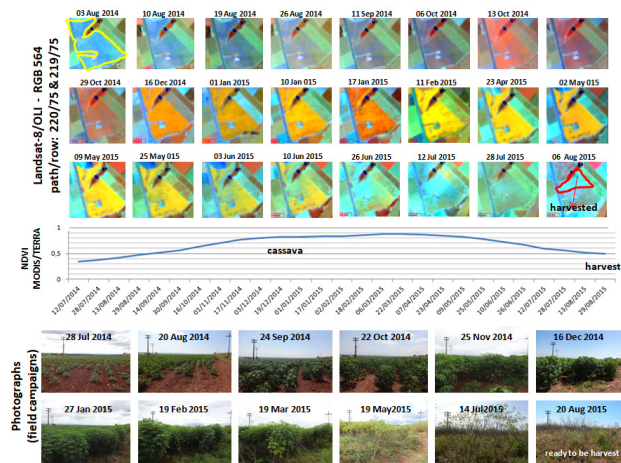 03 Aug 2014 10 Aug 2014 19 Aug 2014 26 Aug 2014 11 Sep 2014 06 Oct 2014 13 Oct 2014
Landsat-8/OLI - RGB 564
path/row: 220/75 & 219/75
29 Oct 2014 16 Dec 2014 01 Jan 2015 10 Jan 015 17 Jan 2015 11 Feb 2015 23 Apr 2015 02 May 015
09 May 2015 25 May 015 03 Jun 2015 10 Jun 2015 26 Jun 2015 12 Jul 2015 28 Jul 2015 06 Aug 2015
harvested
NDVI
MODIS/TERRA
1
0,5
0
cassava
harvest
12/07/2014 28/07/2014 13/08/2014 29/08/2014 14/09/2014 30/09/2014 16/10/2014 01/11/2014 17/11/2014 03/12/2014 19/12/2014 01/01/2015 17/01/2015 02/02/2015 18/02/2015 06/03/2015 22/03/2015 07/04/2015 23/04/2015 09/05/2015 25/05/2015 10/06/2015 26/06/2015 12/07/2015 28/07/2015 13/08/2015 29/08/2015
Photographs
(field campaigns)
28 Jul 2014 20 Aug 2014 24 Sep 2014 22 Oct 2014 25 Nov 2014 16 Dec 2014
27 Jan 2015 19 Feb 2015 19 Mar 2015 19 May2015 14 Jul2015 20 Aug 2015
ready to be harvest